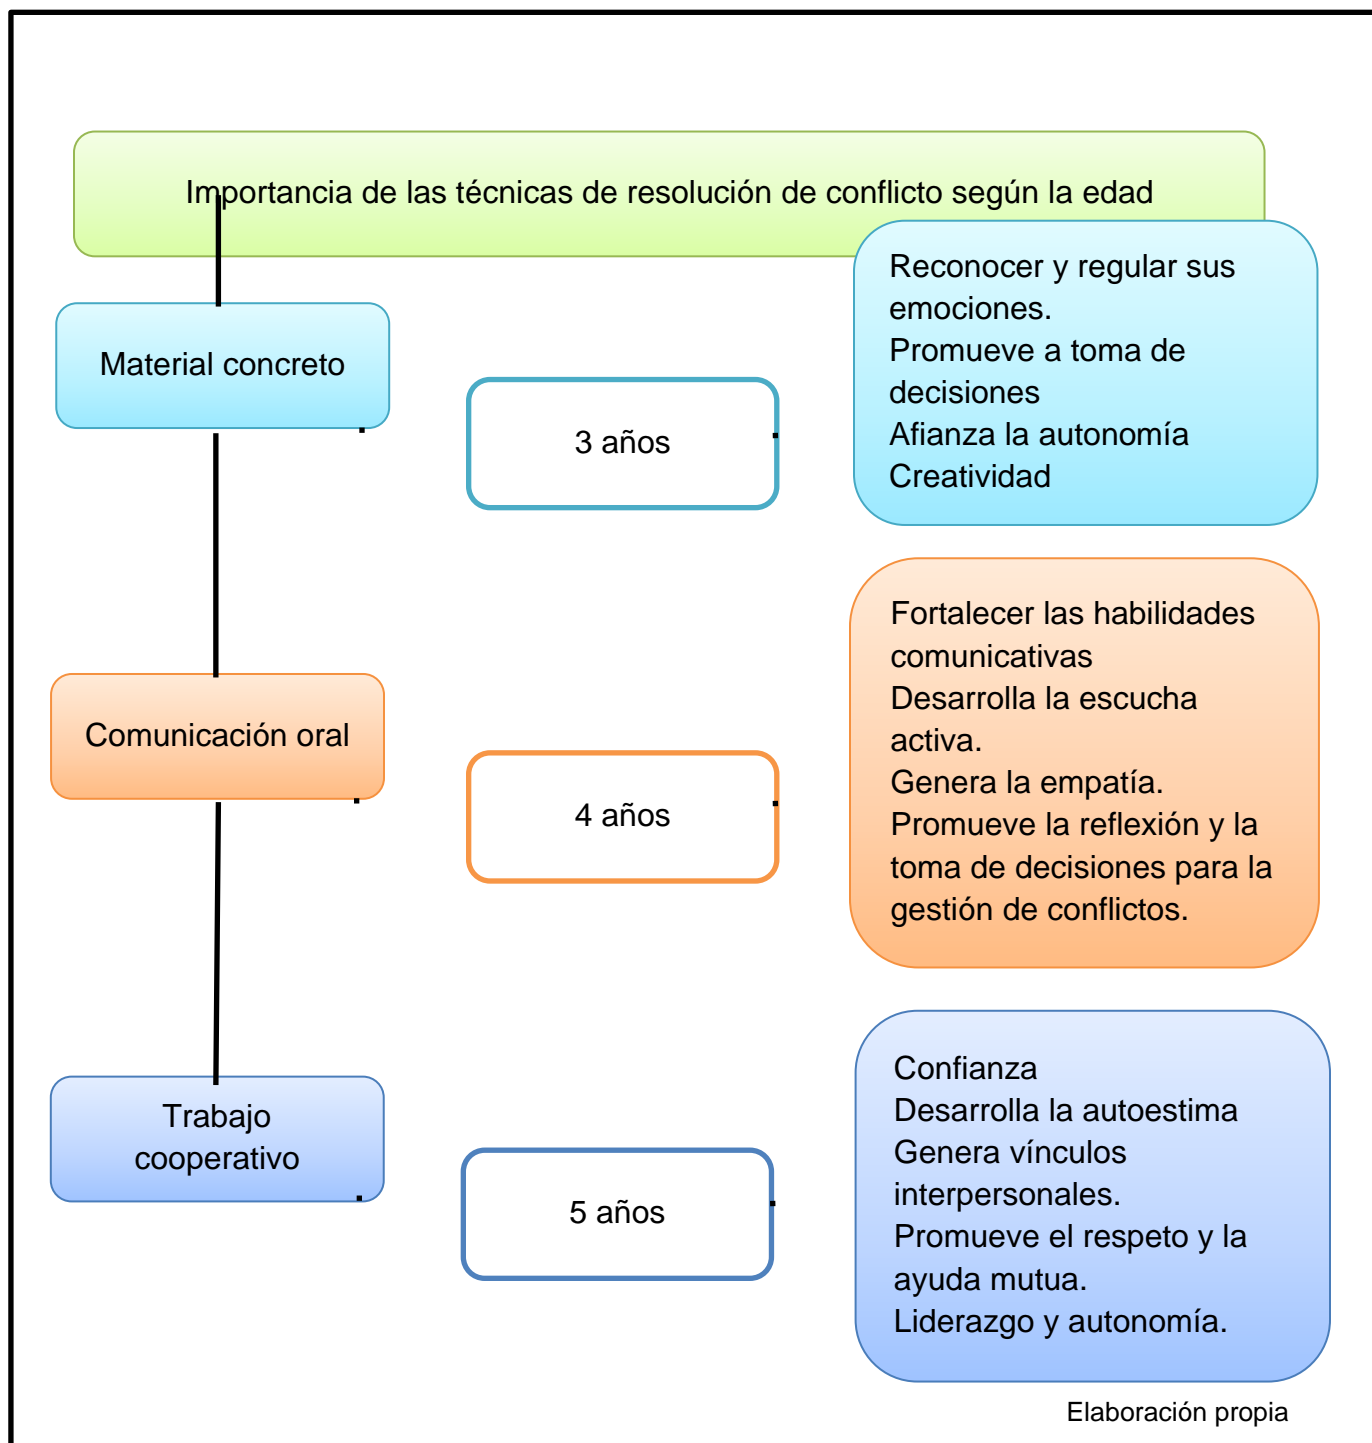 Importancia de las técnicas de resolución de conflicto según la edad
Material concreto
3 años
Reconocer y regular sus
emociones.
Promueve a toma de
decisiones
Afianza la autonomía
Creatividad
Comunicación oral
4 años
Fortalecer las habilidades
comunicativas
Desarrolla la escucha
activa.
Genera la empatía.
Promueve la reflexión y la
toma de decisiones para la
gestión de conflictos.
Trabajo
cooperativo
5 años
Confianza
Desarrolla la autoestima
Genera vínculos
interpersonales.
Promueve el respeto y la
ayuda mutua.
Liderazgo y autonomía.
Elaboración propia